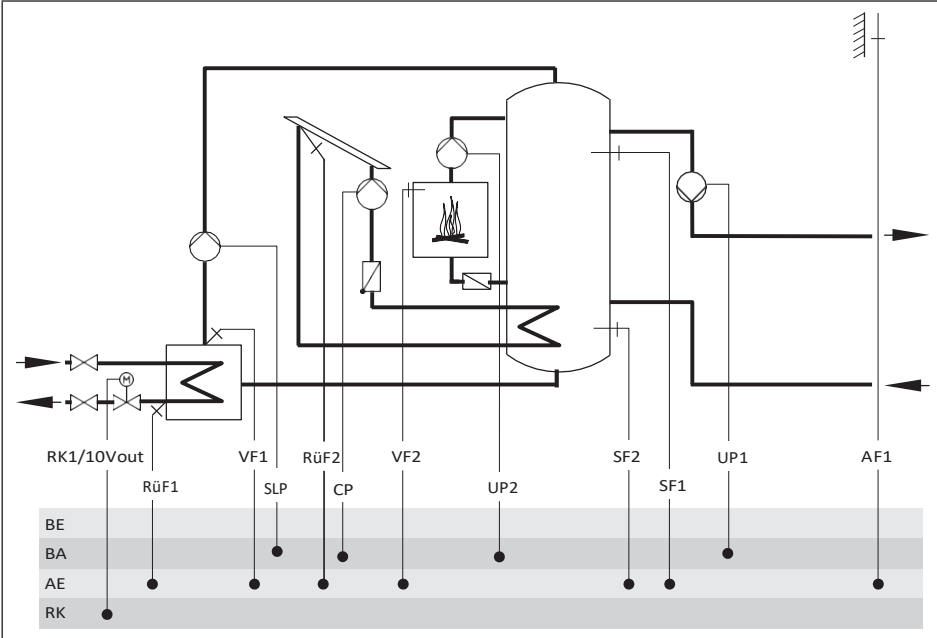 M
RK1/10Vout
VF1
RüF2
VF2
SF2
UP1
AF1
RüF1
SLP
CP
UP2
SF1
BE
BA
AE
RK